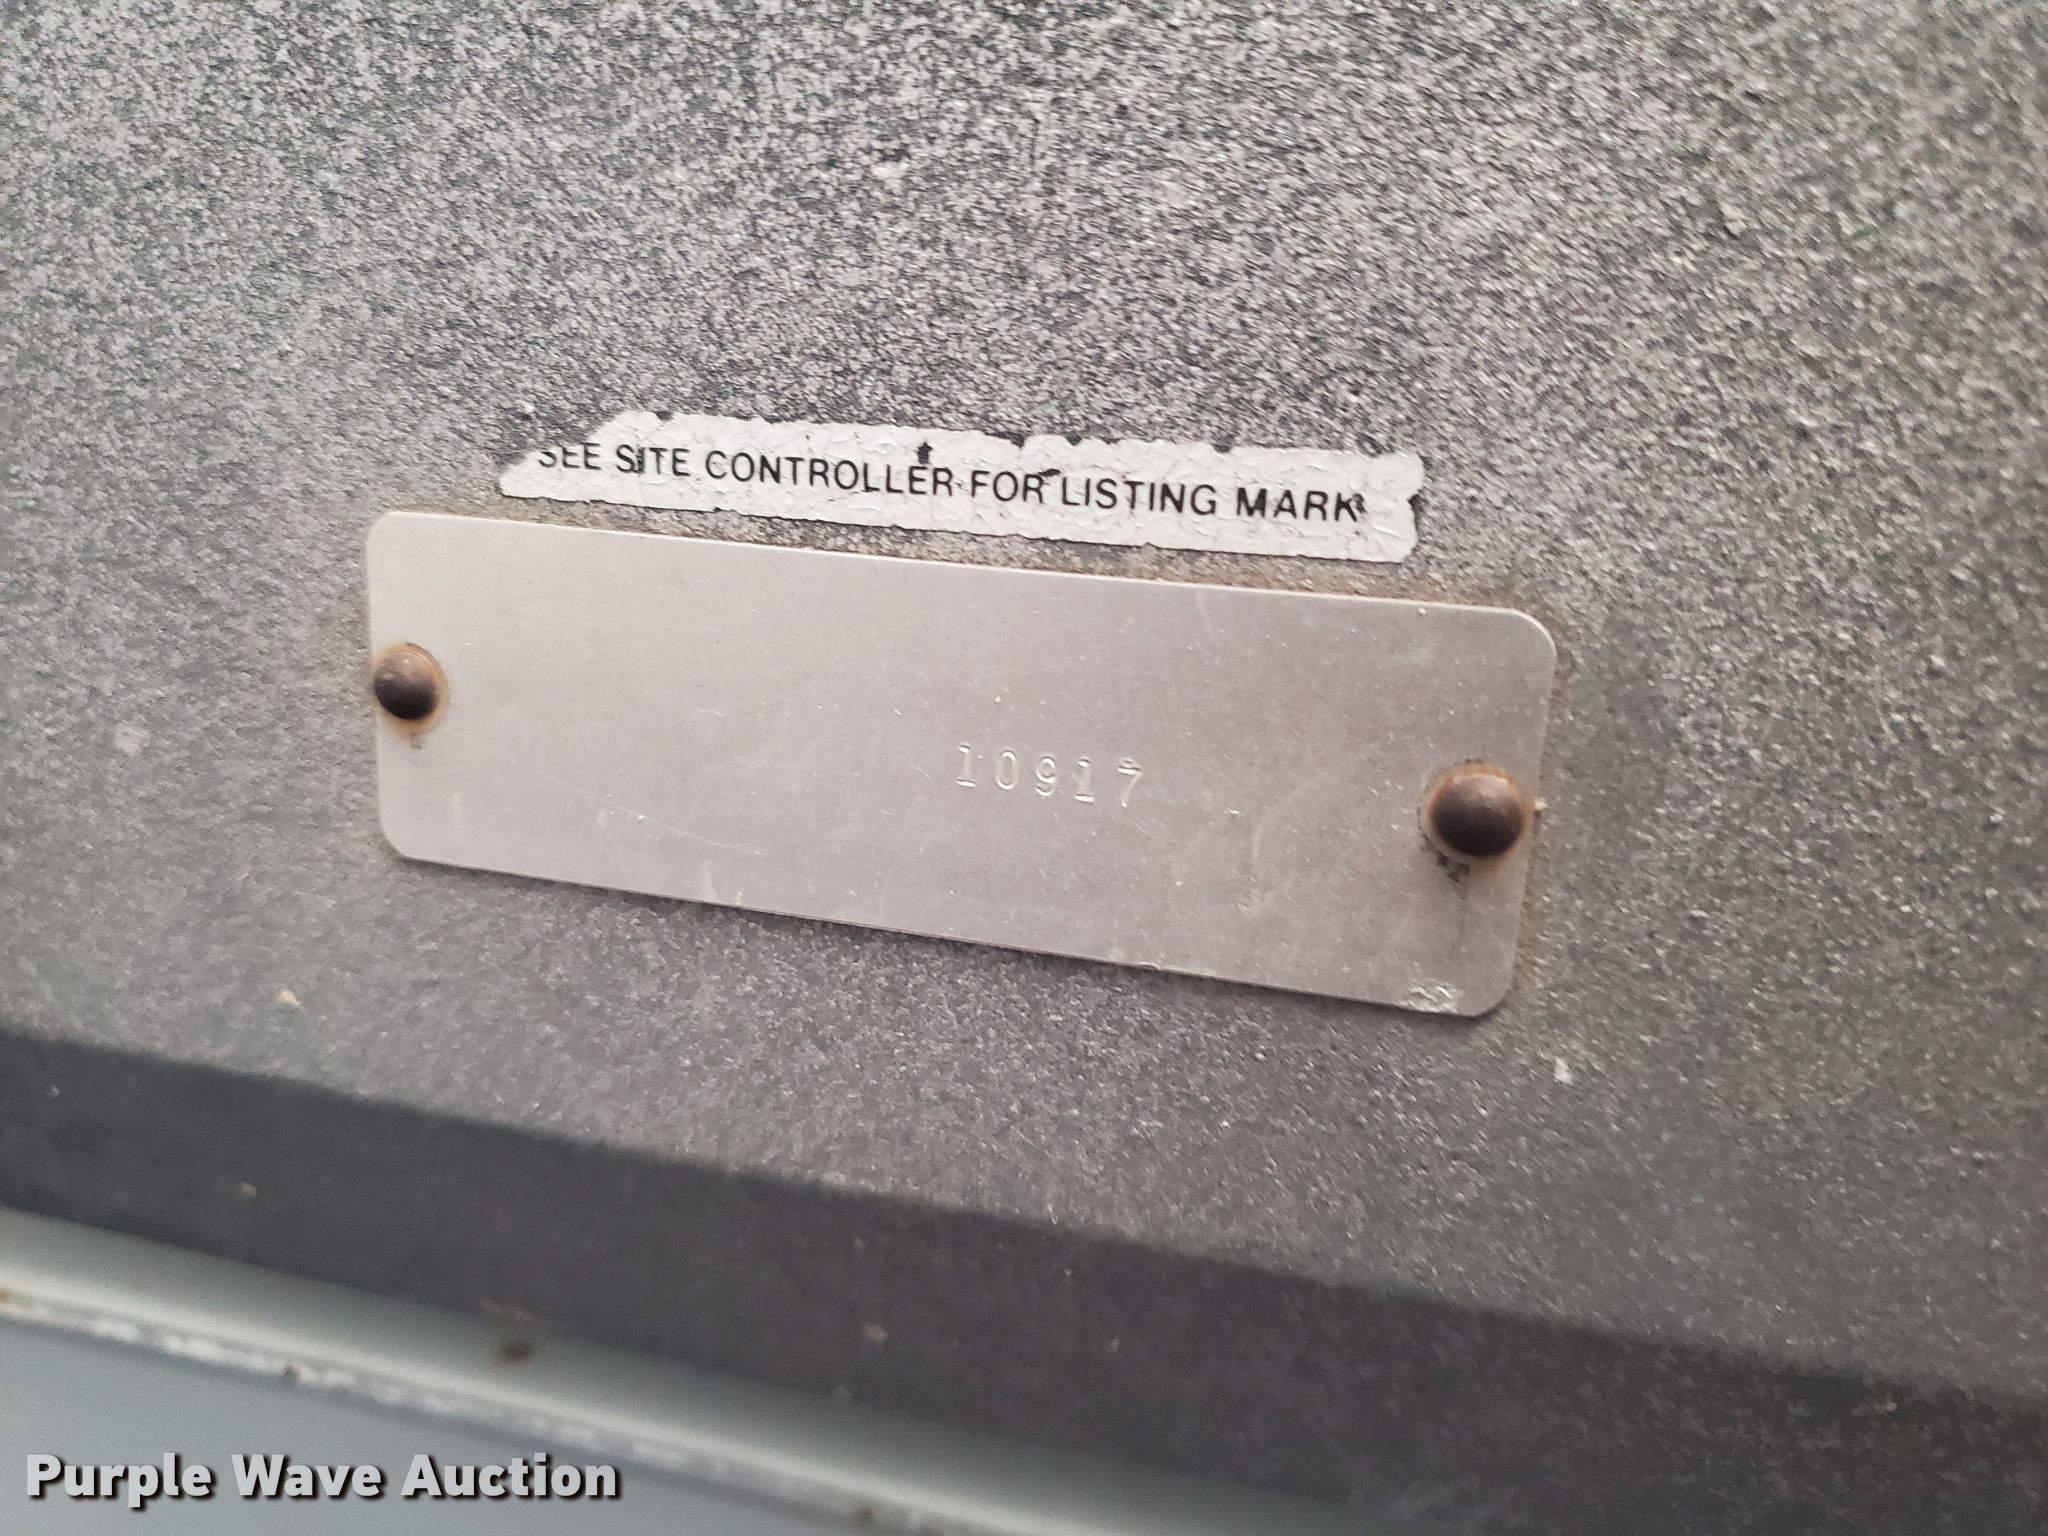 SEE SITE CONTROLLER FOR LISTING MARK
10917
Purple Wave Auction